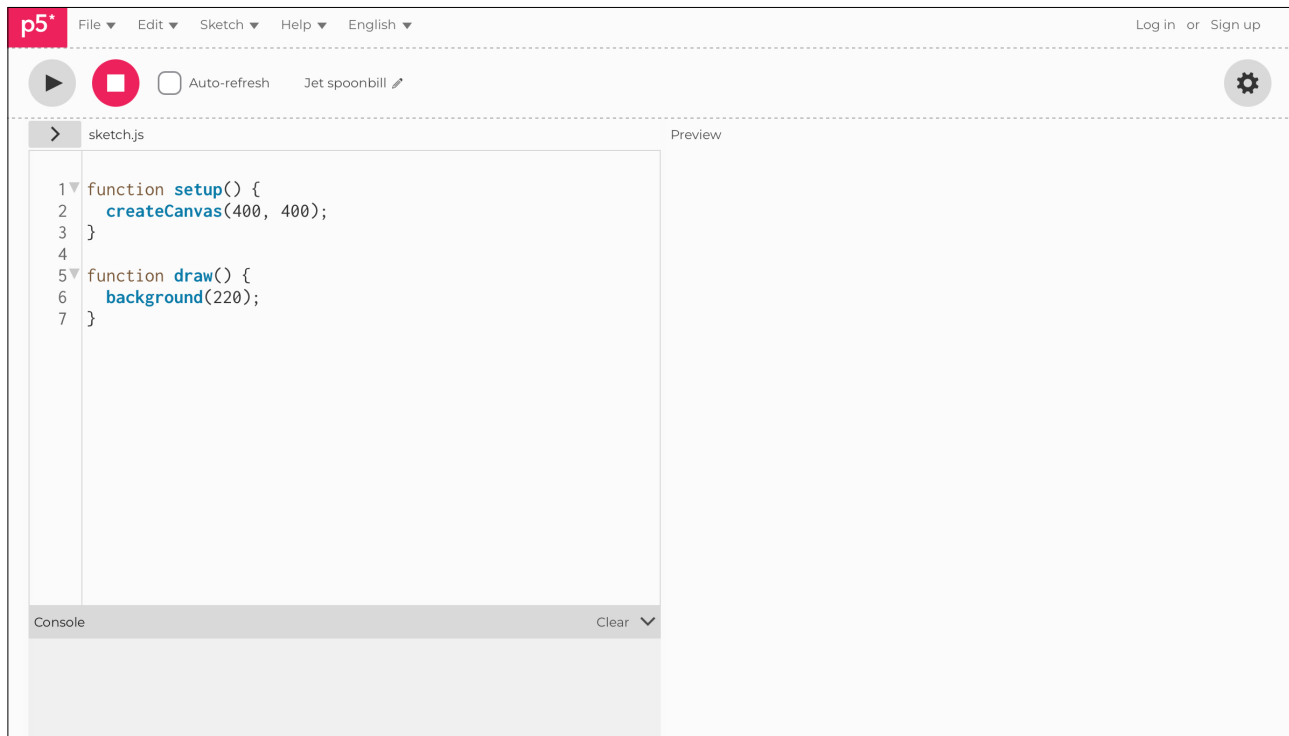 p5* File Edit Sketch Help English Log in or Sign up
Auto-refresh Jet spoonbill
sketch.js
Preview
1 function setup() {
2   createCanvas(400, 400);
3 }
4
5 function draw() {
6   background(220);
7 }
Console Clear